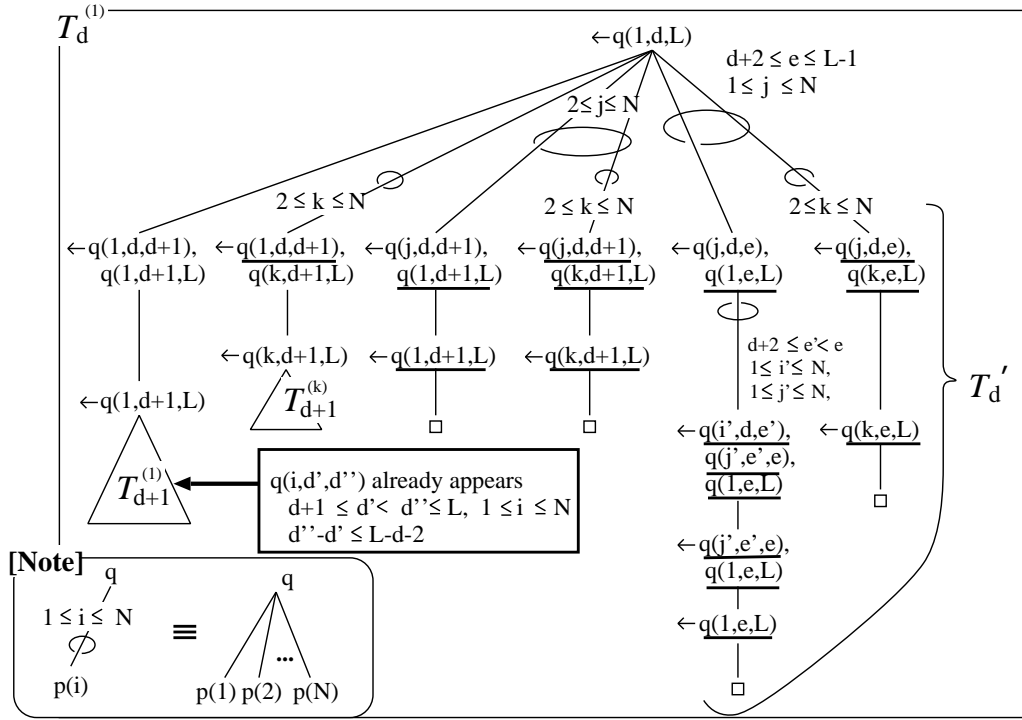 T_d^(1)
←q(1,d,L)
d+2 ≤ e ≤ L-1
1≤ j ≤ N
2≤ j≤ N
2 ≤ k ≤ N
2 ≤ k ≤ N
2 ≤k ≤ N
←q(1,d,d+1),
q(1,d+1,L)
←q(1,d,d+1),
q(k,d+1,L)
←q(j,d,d+1),
q(1,d+1,L)
←q(j,d,d+1),
q(k,d+1,L)
←q(j,d,e),
q(1,e,L)
←q(j,d,e),
q(k,e,L)
←q(1,d+1,L)
←q(k,d+1,L)
←q(1,d+1,L)
←q(k,d+1,L)
d+2 ≤ e'< e
1≤ i'≤ N,
1≤ j'≤ N,
T_d'
T_d+1^(k)
T_d+1^(1)
←q(i',d,e'),
q(j',e',e),
q(1,e,L)
←q(k,e,L)
q(i,d',d'') already appears
d+1 ≤ d'< d''≤ L, 1 ≤ i ≤ N
d''-d' ≤ L-d-2
←q(j',e',e),
q(1,e,L)
←q(1,e,L)
[Note]
q
1 ≤ i ≤ N
p(i)
≡
q
...
p(1) p(2) p(N)